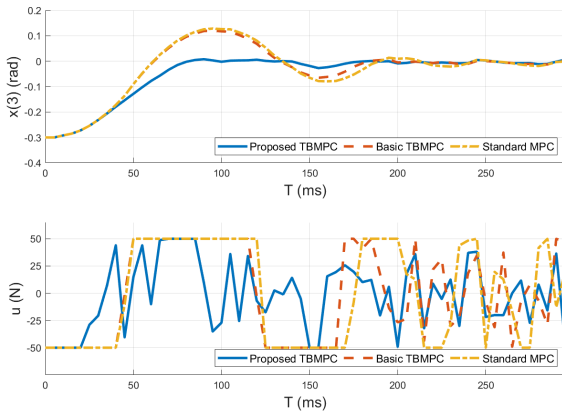 0.2
0.1
0
-0.1
-0.2
-0.3
-0.4
x(3) (rad)
Proposed TBMPC Basic TBMPC Standard MPC
0 50 100 150 200 250
T (ms)
50
25
0
-25
-50
u (N)
Proposed TBMPC Basic TBMPC Standard MPC
0 50 100 150 200 250
T (ms)